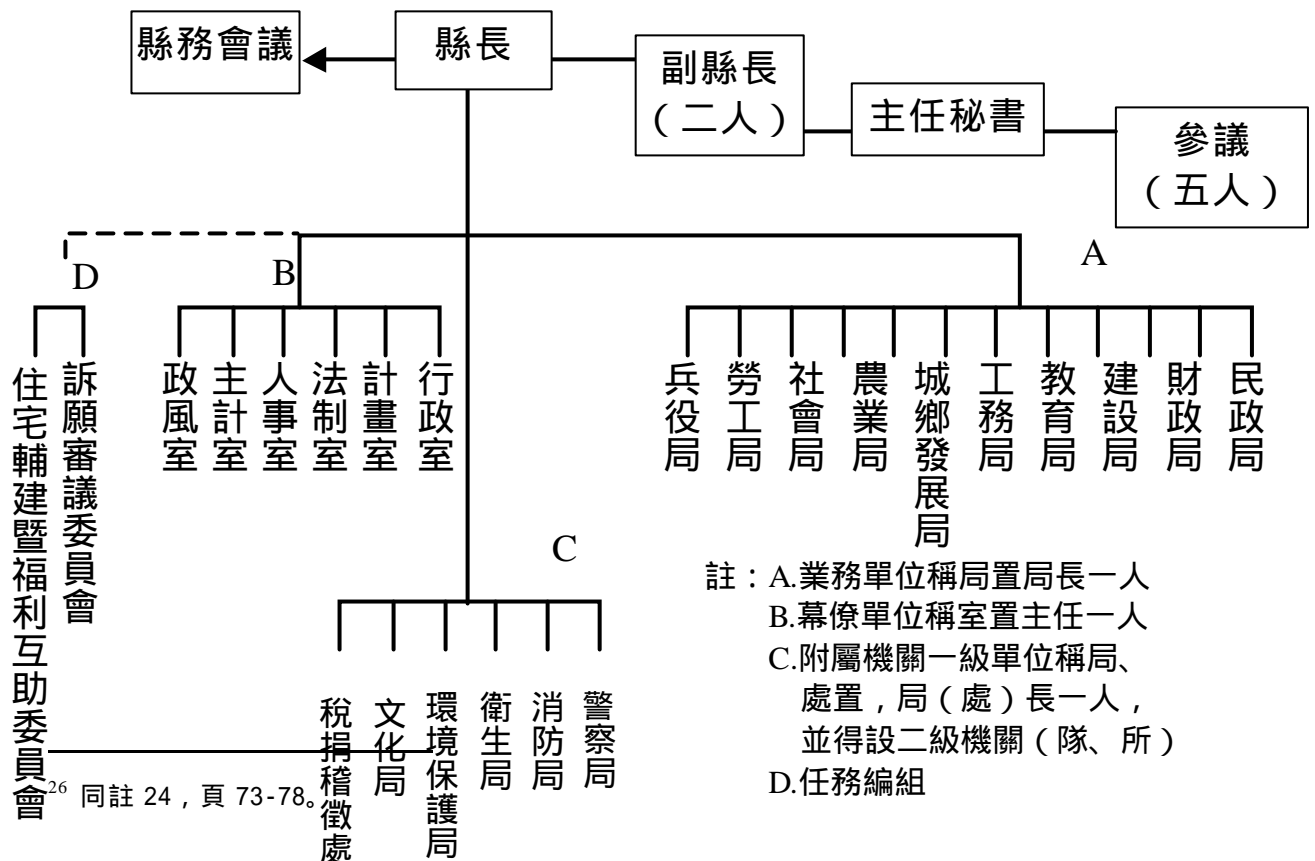 縣務會議
縣長
副縣長
（二人）
主任秘書
參議
（五人）
A
B
D
住宅輔建暨福利互助委員會
訴願審議委員會
政風室
主計室
人事室
法制室
計畫室
行政室
兵役局
勞工局
社會局
農業局
城鄉發展局
工務局
教育局
建設局
財政局
民政局
C
稅捐稽徵處
文化局
環境保護局
衛生局
消防局
警察局
註：A.業務單位稱局置局長一人
B.幕僚單位稱室置主任一人
C.附屬機關一級單位稱局、
處置，局（處）長一人，
並得設二級機關（隊、所）
D.任務編組
26 同註 24，頁 73-78。